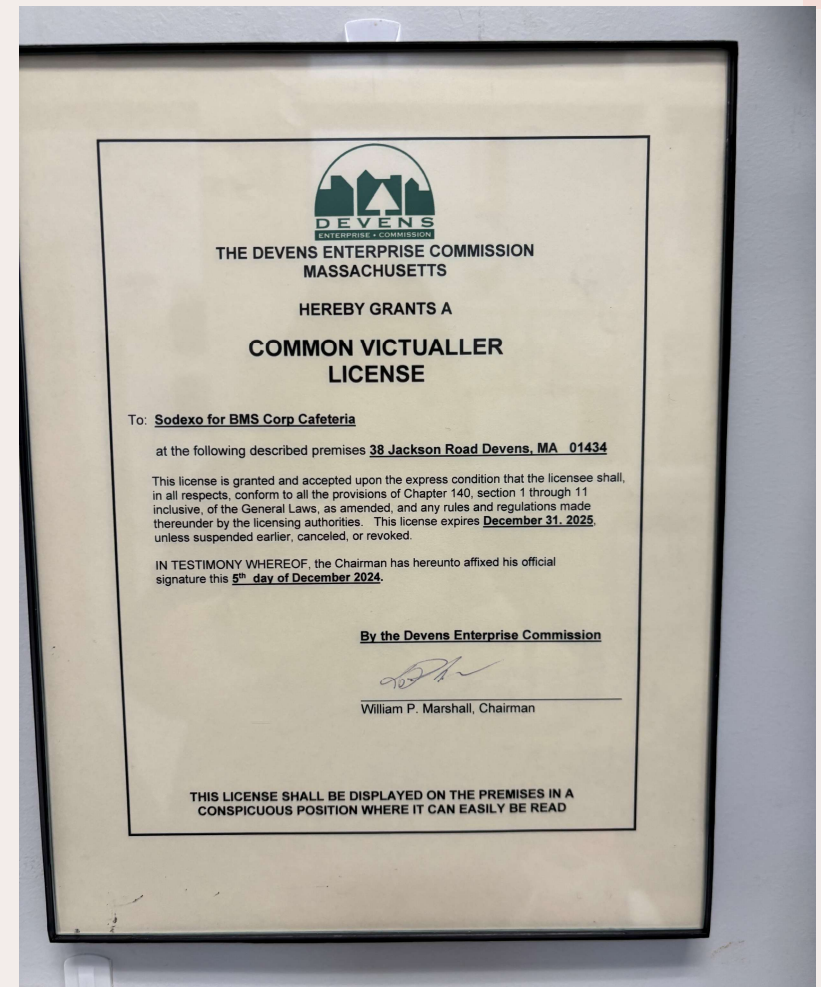 DEVENS
ENTERPRISE • COMMISSION
THE DEVENS ENTERPRISE COMMISSION
MASSACHUSETTS
HEREBY GRANTS A
COMMON VICTUALLER
LICENSE
To: Sodexo for BMS Corp Cafeteria
at the following described premises 38 Jackson Road Devens, MA 01434
This license is granted and accepted upon the express condition that the licensee shall,
in all respects, conform to all the provisions of Chapter 140, section 1 through 11
inclusive, of the General Laws, as amended, and any rules and regulations made
thereunder by the licensing authorities. This license expires December 31. 2025,
unless suspended earlier, canceled, or revoked.
IN TESTIMONY WHEREOF, the Chairman has hereunto affixed his official
signature this 5th day of December 2024.
By the Devens Enterprise Commission
William P. Marshall, Chairman
THIS LICENSE SHALL BE DISPLAYED ON THE PREMISES IN A
CONSPICUOUS POSITION WHERE IT CAN EASILY BE READ